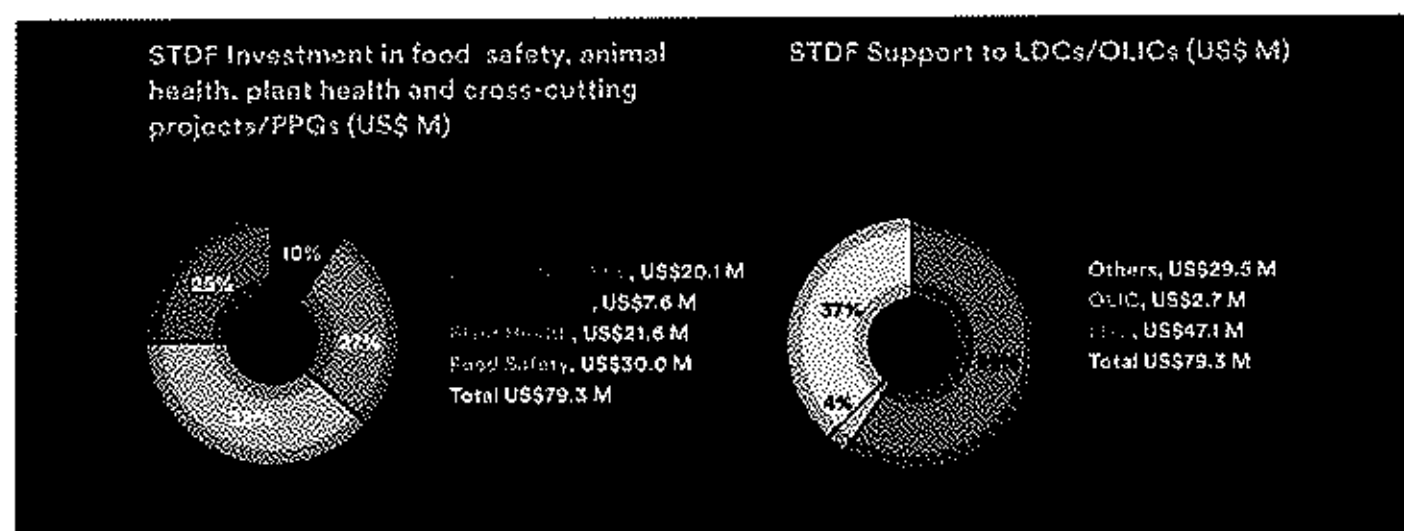 STDF Investment in food safety, animal
health, plant health and cross-cutting
projects/PPGs (US$ M)
10%
25%
27%
, US$20.1 M
, US$7.6 M
Plant Health, US$21.6 M
Food Safety, US$30.0 M
Total US$79.3 M
STDF Support to LDCs/OLICs (US$ M)
37%
4%
Others, US$29.5 M
OLIC, US$2.7 M
, US$47.1 M
Total US$79.3 M